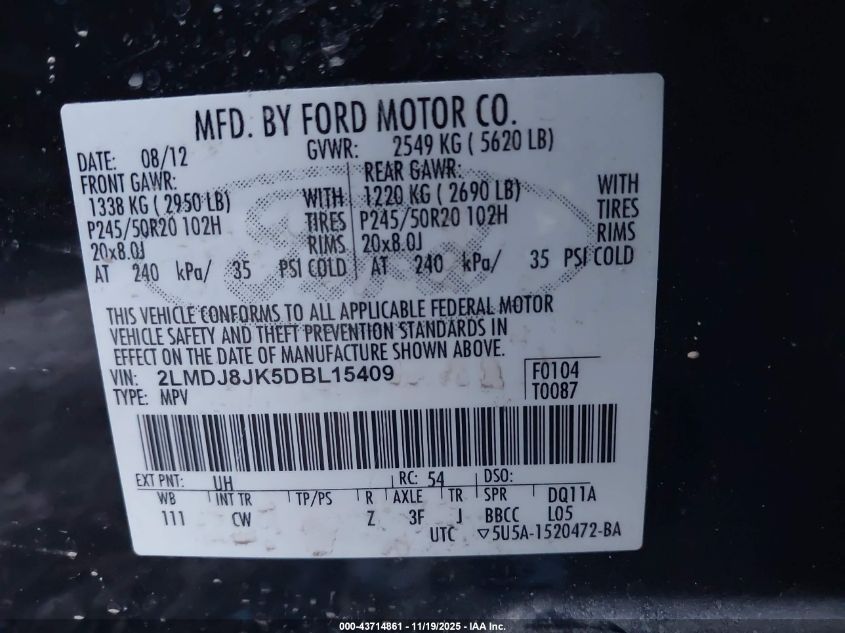 MFD. BY FORD MOTOR CO.
DATE: 08/12 GVWR: 2549 KG ( 5620 LB)
FRONT GAWR: REAR GAWR:
1338 KG ( 2950 LB) WITH 1220 KG ( 2690 LB) WITH
P245/50R20 102H TIRES P245/50R20 102H TIRES
20x8.0J RIMS 20x8.0J RIMS
AT 240 kPa/ 35 PSI COLD AT 240 kPa/ 35 PSI COLD
THIS VEHICLE CONFORMS TO ALL APPLICABLE FEDERAL MOTOR
VEHICLE SAFETY AND THEFT PREVENTION STANDARDS IN
EFFECT ON THE DATE OF MANUFACTURE SHOWN ABOVE.
VIN: 2LMDJ8JK5DBL15409 F0104
TYPE: MPV T0087
EXT PNT: UH RC: 54 DSO:
WB INT TR TP/PS R AXLE TR SPR DQ11A
111 CW Z 3F J BBCC L05
UTC ▽5U5A-1520472-BA
000-43714861 - 11/19/2025 - IAA Inc.